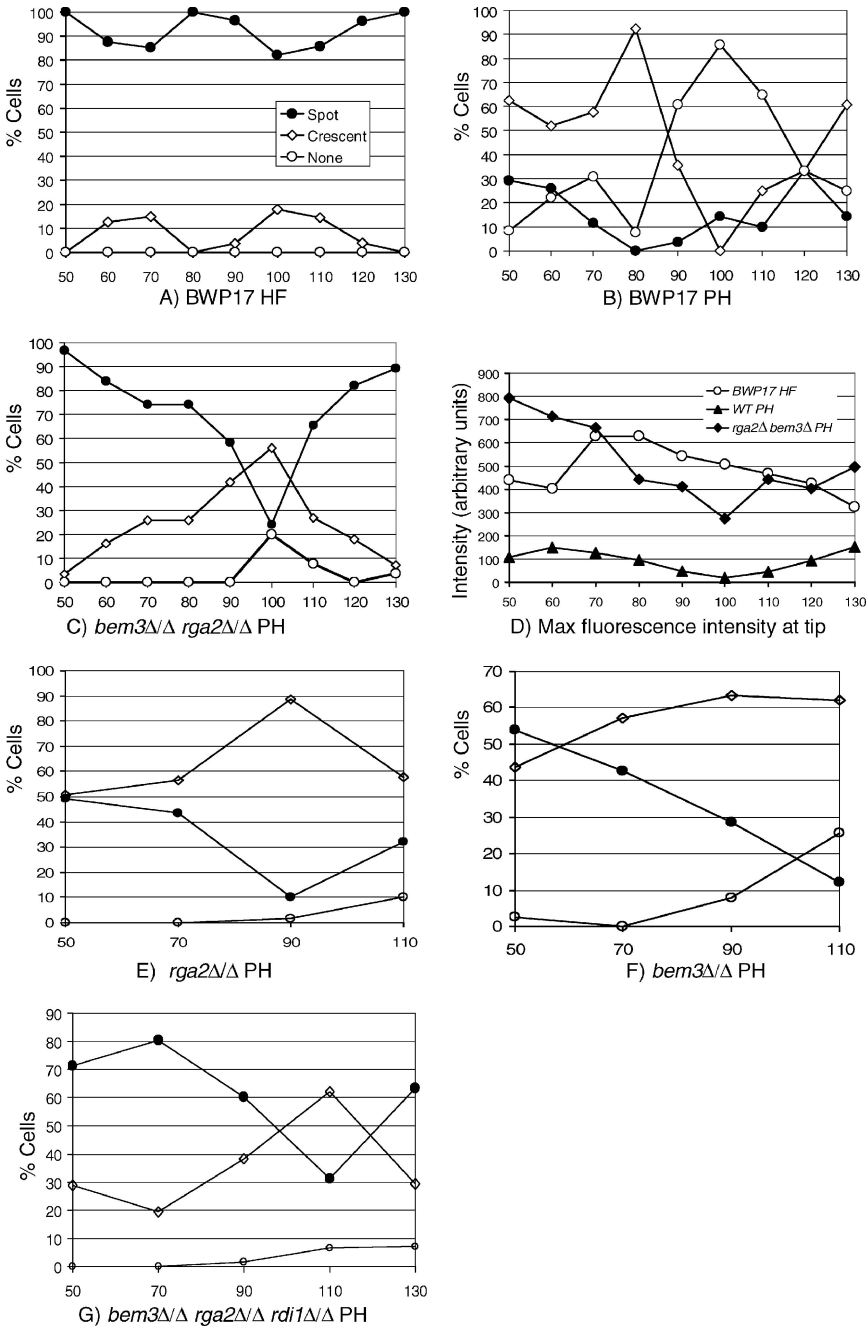 % Cells
100
90
80
70
60
50
40
30
20
10
0
Spot
Crescent
None
50 60 70 80 90 100 110 120 130
A) BWP17 HF
% Cells
100
90
80
70
60
50
40
30
20
10
0
50 60 70 80 90 100 110 120 130
B) BWP17 PH
% Cells
100
90
80
70
60
50
40
30
20
10
0
50 60 70 80 90 100 110 120 130
C) bem3Δ/Δ rga2Δ/Δ PH
Intensity (arbitrary units)
900
800
700
600
500
400
300
200
100
0
BWP17 HF
WT PH
rga2Δ bem3Δ PH
50 60 70 80 90 100 110 120 130
D) Max fluorescence intensity at tip
% Cells
100
90
80
70
60
50
40
30
20
10
0
50 70 90 110
E) rga2Δ/Δ PH
% Cells
70
60
50
40
30
20
10
0
50 70 90 110
F) bem3Δ/Δ PH
% Cells
90
80
70
60
50
40
30
20
10
0
50 70 90 110 130
G) bem3Δ/Δ rga2Δ/Δ rdi1Δ/Δ PH